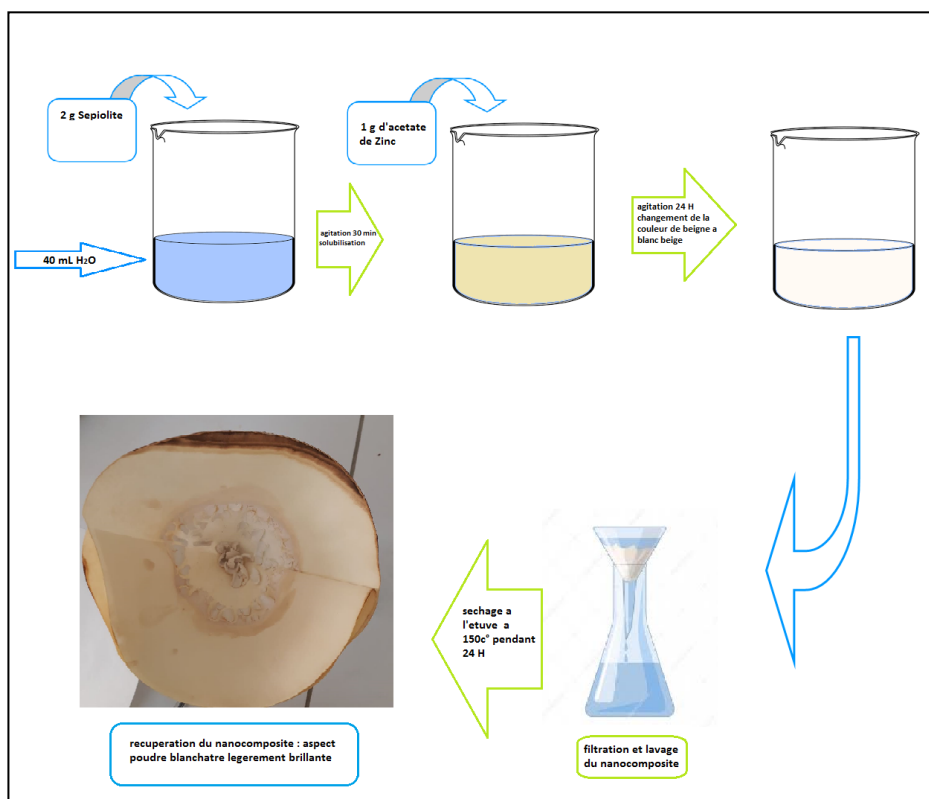 2 g Sepiolite
1 g d'acetate
de Zinc
40 mL H₂O
agitation 30 min
solubilisation
agitation 24 H
changement de la
couleur de beigne a
blanc beige
filtration et lavage
du nanocomposite
sechage a
l'etuve a
150c° pendant
24 H
recuperation du nanocomposite : aspect
poudre blanchatre legerement brillante